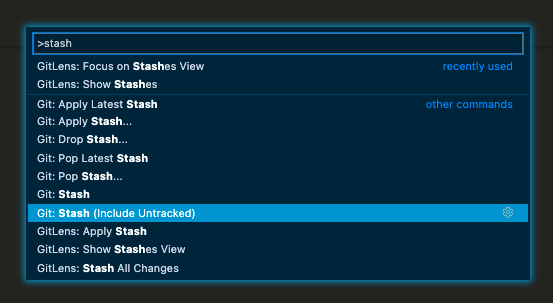 >stash
GitLens: Focus on Stashes View recently used
GitLens: Show Stashes
Git: Apply Latest Stash other commands
Git: Apply Stash...
Git: Drop Stash...
Git: Pop Latest Stash
Git: Pop Stash...
Git: Stash
Git: Stash (Include Untracked)
GitLens: Apply Stash
GitLens: Show Stashes View
GitLens: Stash All Changes